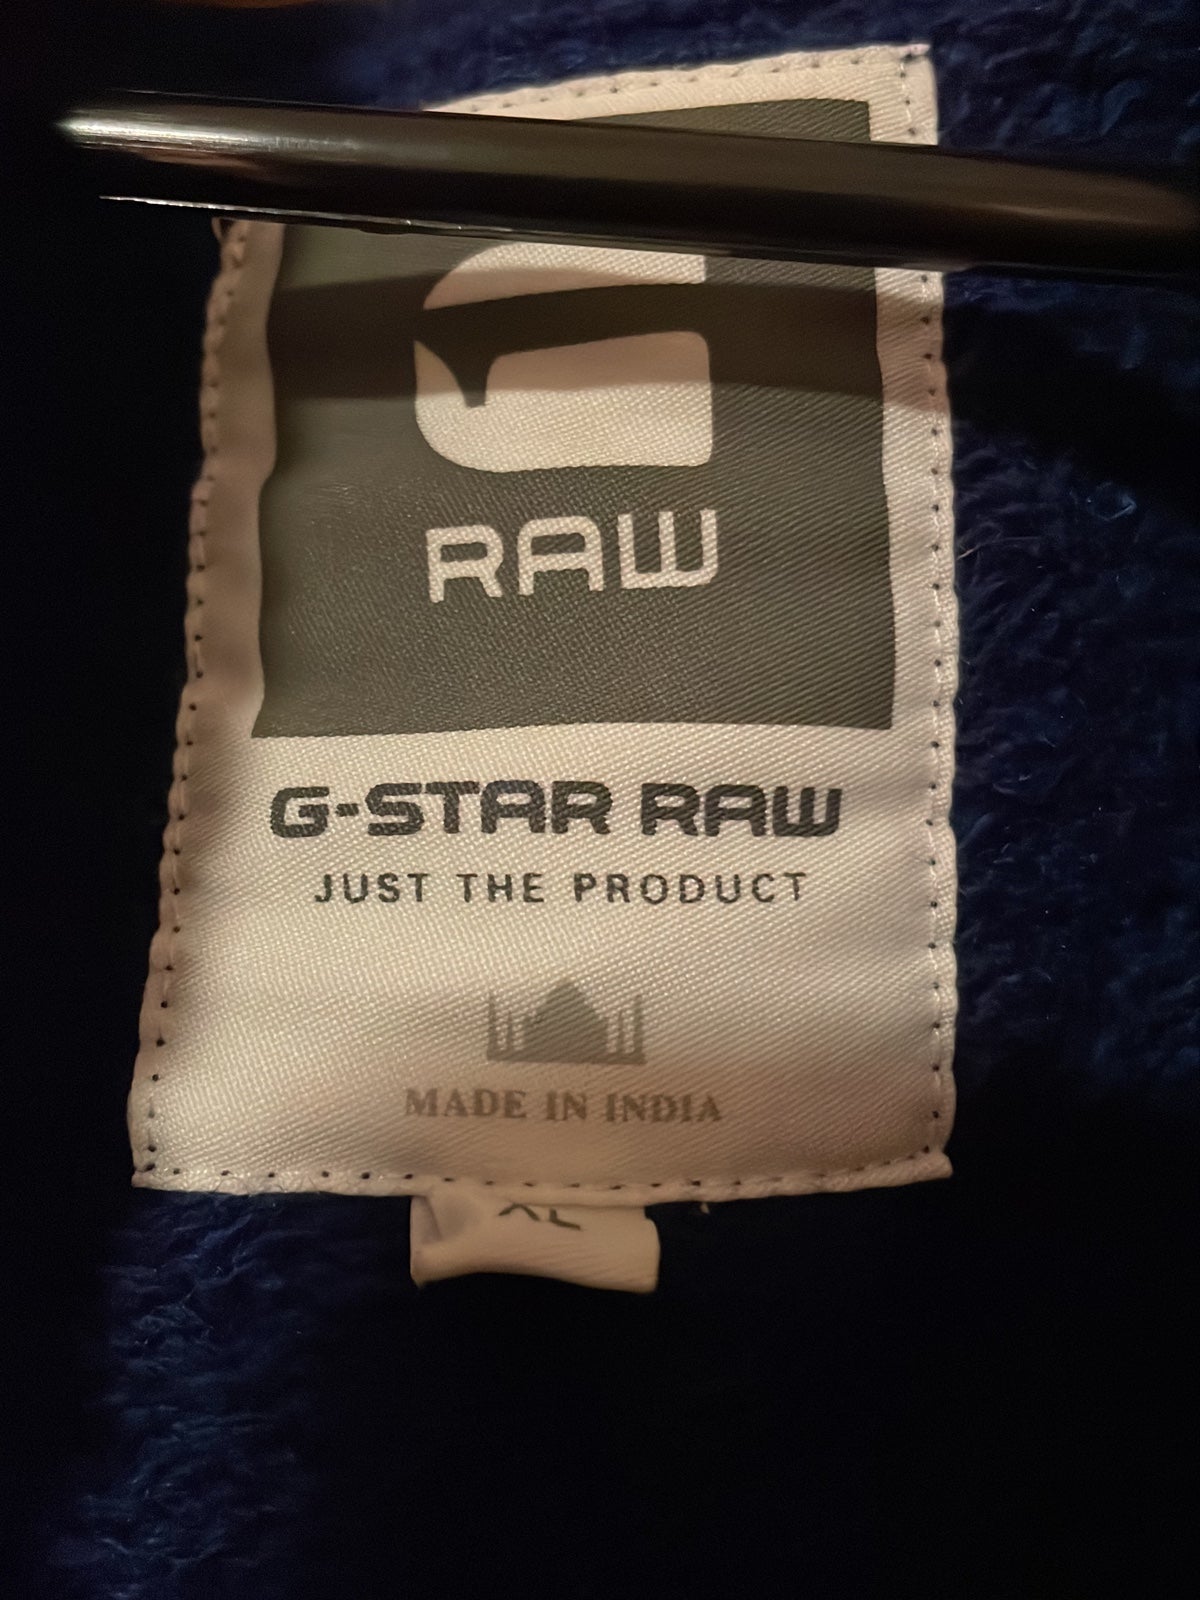 RAW
G-STAR RAW
JUST THE PRODUCT
MADE IN INDIA
XL